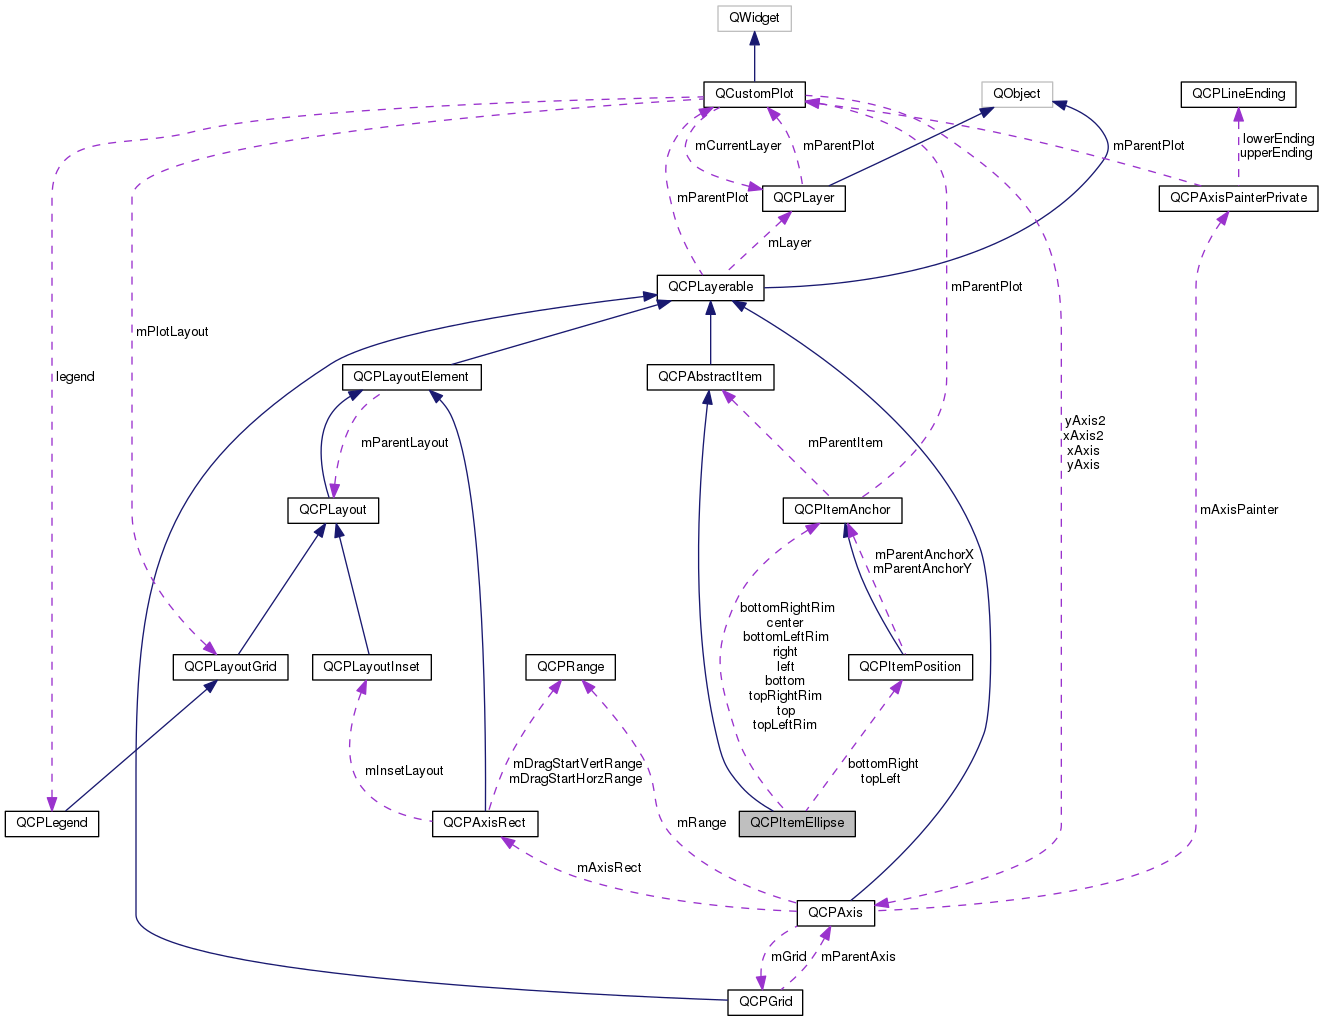 QWidget
QCustomPlot
QObject
QCPLineEnding
mCurrentLayer
mParentPlot
mParentPlot
lowerEnding
upperEnding
mParentPlot
QCPLayer
QCPAxisPainterPrivate
mLayer
QCPLayerable
mParentPlot
mPlotLayout
legend
QCPLayoutElement
QCPAbstractItem
yAxis2
xAxis2
xAxis
yAxis
mParentLayout
mParentItem
QCPLayout
QCPItemAnchor
mAxisPainter
mParentAnchorX
mParentAnchorY
bottomRightRim
center
bottomLeftRim
right
left
bottom
topRightRim
top
topLeftRim
QCPLayoutGrid
QCPLayoutInset
QCPRange
QCPItemPosition
mInsetLayout
mDragStartVertRange
mDragStartHorzRange
bottomRight
topLeft
QCPLegend
QCPAxisRect
mRange
QCPItemEllipse
mAxisRect
QCPAxis
mGrid
mParentAxis
QCPGrid